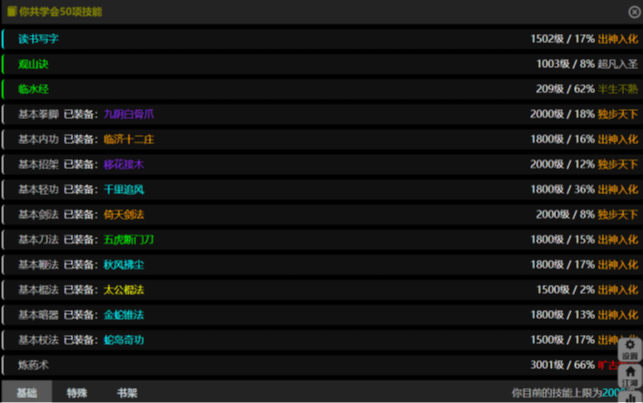 你共学会50项技能
读书写字 1502级 / 17% 出神入化
观山诀 1003级 / 8% 超凡入圣
临水经 209级 / 62% 半生不熟
基本拳脚 已装备：九阴白骨爪 2000级 / 18% 独步天下
基本内功 已装备：临济十二庄 1800级 / 16% 出神入化
基本招架 已装备：移花接木 2000级 / 12% 独步天下
基本轻功 已装备：千里追风 1800级 / 36% 出神入化
基本剑法 已装备：倚天剑法 2000级 / 8% 独步天下
基本刀法 已装备：五虎断门刀 1800级 / 15% 出神入化
基本鞭法 已装备：秋风拂尘 1800级 / 17% 出神入化
基本棍法 已装备：太公棍法 1500级 / 2% 出神入化
基本暗器 已装备：金蛇锥法 1800级 / 13% 出神入化
基本杖法 已装备：蛇岛奇功 1500级 / 17% 出神入化
设置
炼药术 3001级 / 66% 旷古
江湖
基础 特殊 书架 你目前的技能上限为200